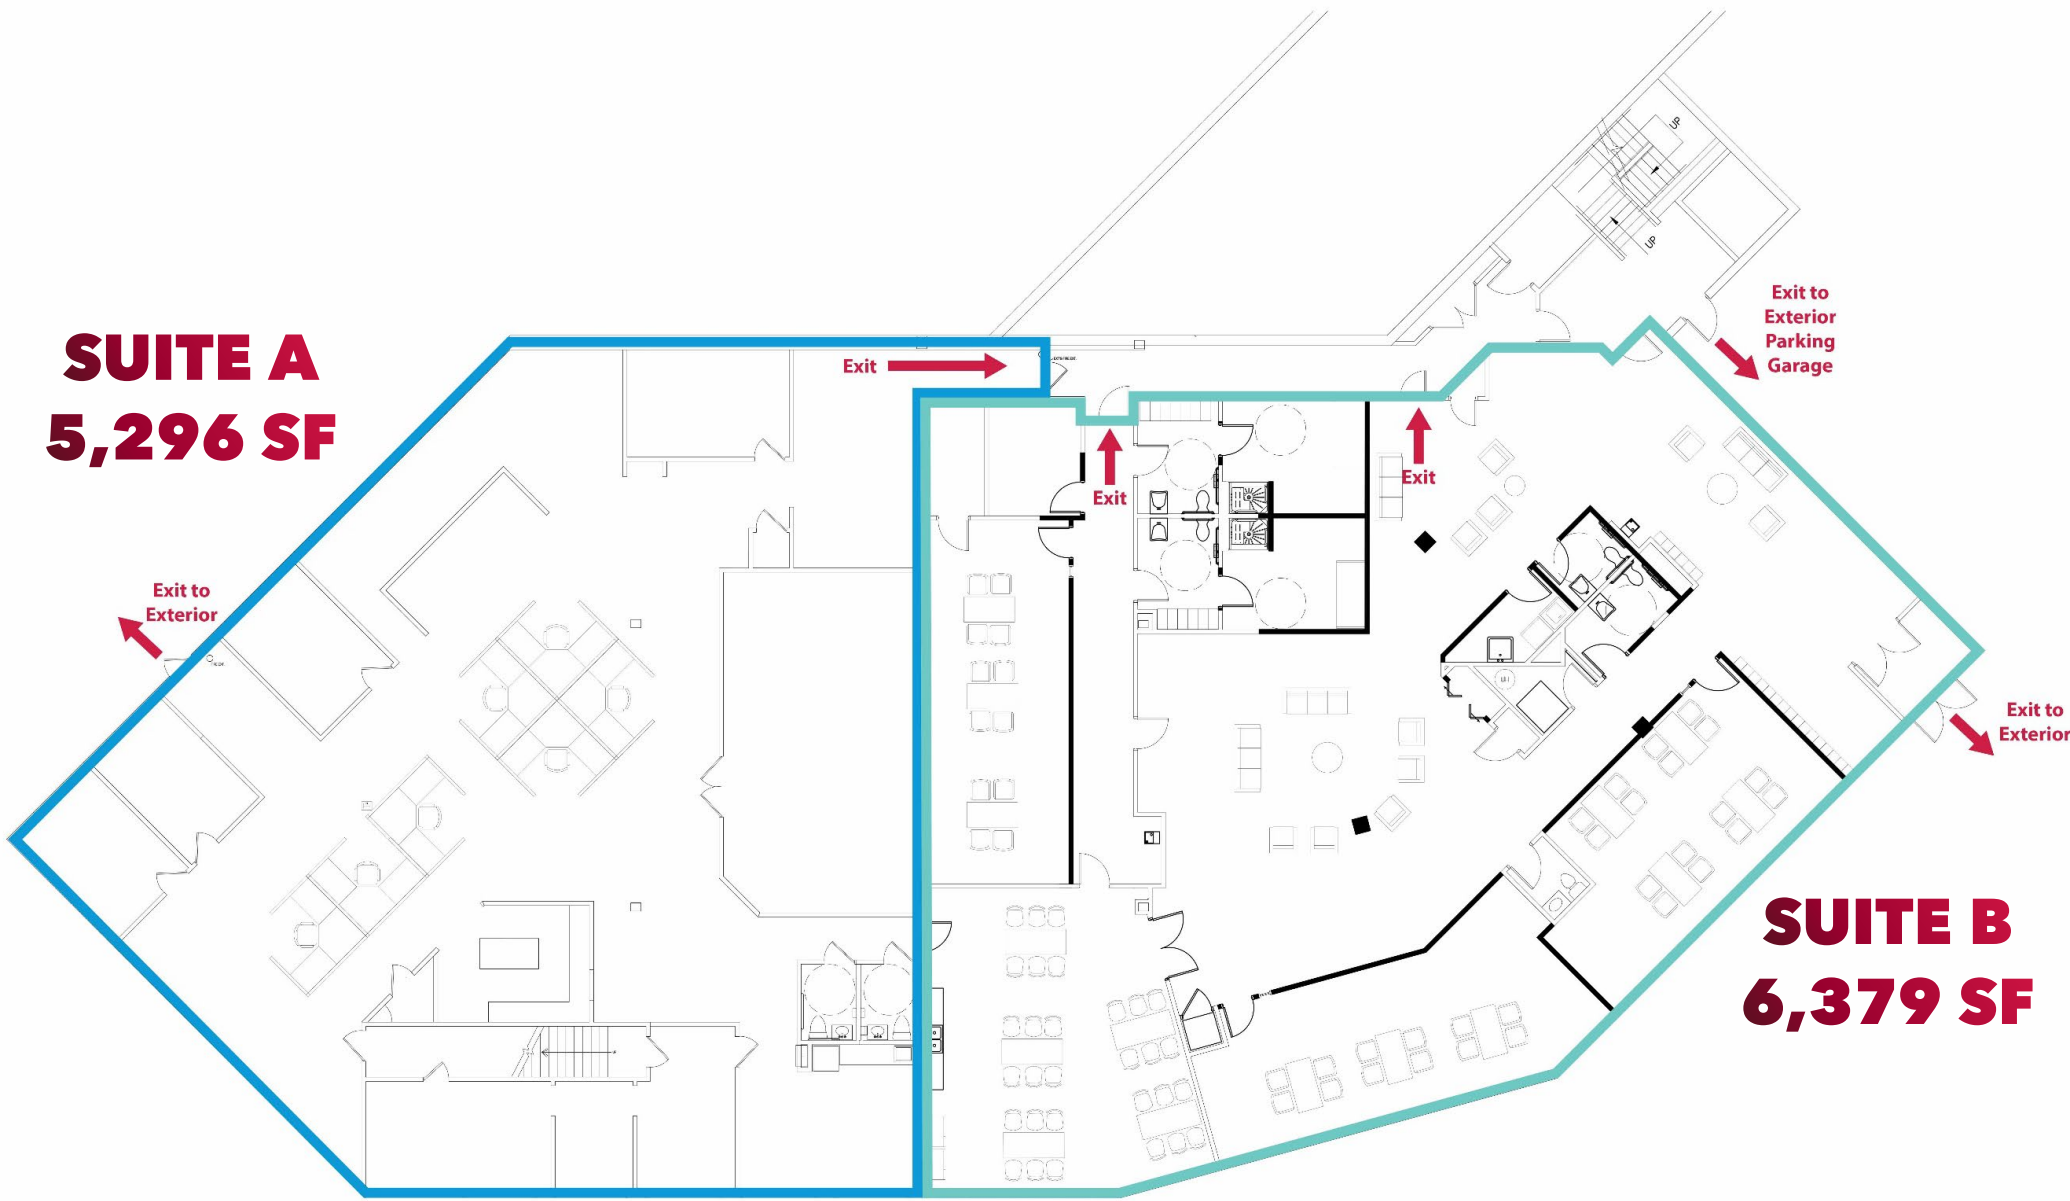 UP
UP
Exit to
Exterior
Parking
Garage
SUITE A
5,296 SF
Exit
Exit
Exit
Exit to
Exterior
Exit to
Exterior
SUITE B
6,379 SF